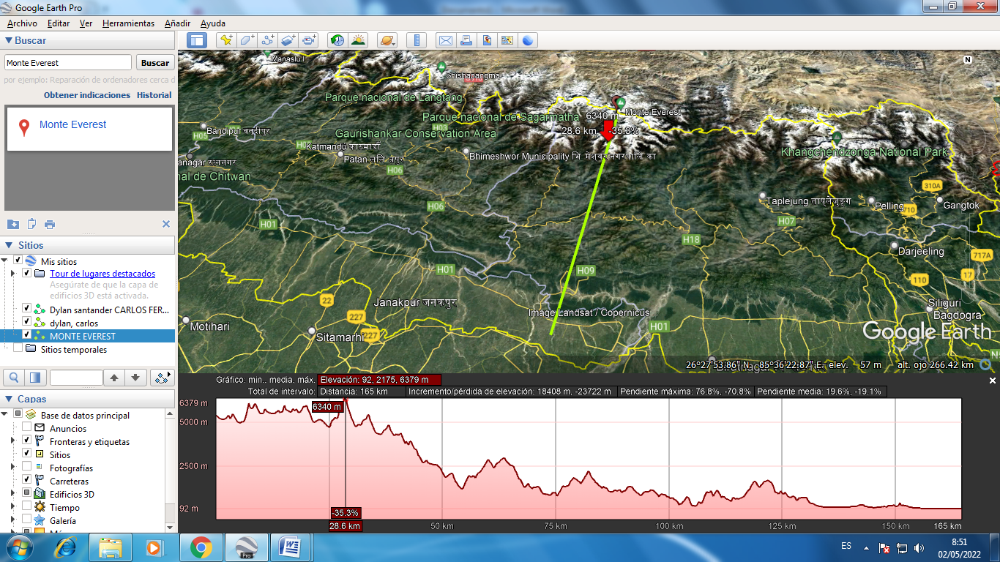 Google Earth Pro
Archivo Editar Ver Herramientas Añadir Ayuda
Buscar
Monte Everest
Buscar
por ejemplo: Reparación de ordenadores cerca d
Obtener indicaciones Historial
Monte Everest
Sitios
Mis sitios
Tour de lugares destacados
Asegúrate de que la capa de
edificios 3D está activada.
Dylan santander CARLOS FER...
dylan, carlos
MONTE EVEREST
Sitios temporales
Capas
Base de datos principal
Anuncios
Fronteras y etiquetas
Sitios
Fotografías
Carreteras
Edificios 3D
Tiempo
Galería
N
Manaslu I
Shishapangma
Parque nacional de Langtang
Monte Everest
6340 m
Parque nacional de Sagarmatha
28.6 km -35.3%
H03
Gaurishankar Conservation Area
Bandipur
H05
Katmandú काठमाडौं
Khangchendzonga National Park
Patan
Bhimeshwor Municipality
H06
nal de Chitwan
310A
Taplejung ताप्लेजुङ्ग
Pelling
710
Gangtok
H06
H07
H01
H18
Darjeeling
717A
H01
H09
17
110
22
Janakpur जनकपुर
Siliguri
227
Image Landsat / Copernicus
Bagdogra
Motihari
H01
Sitamarhi
227
Google Earth
26°27'53.86" N 85°36'22.87" E elev. 57 m alt. ojo 266.42 km
Gráfico: mín., media, máx. Elevación: 92, 2175, 6379 m
Total de intervalo: Distancia: 165 km Incremento/pérdida de elevación: 18408 m, -23722 m Pendiente máxima: 76.8%, -70.8% Pendiente media: 19.6%, -19.1%
6379 m
6340 m
5000 m
2500 m
92 m
-35.3%
28.6 km 50 km 75 km 100 km 125 km 150 km 165 km
Pro
ES
8:51
02/05/2022